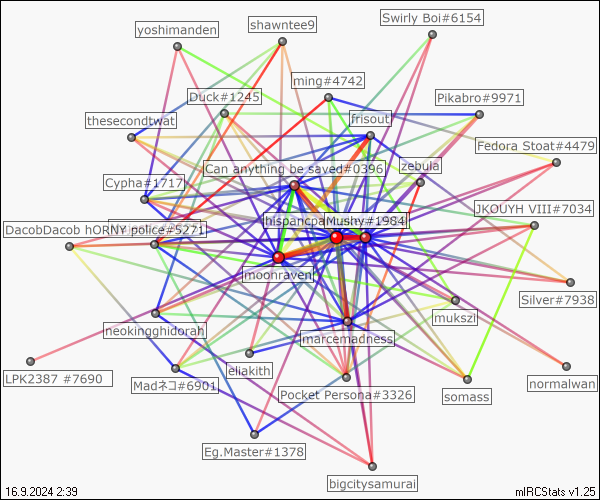 Swirly Boi#6154
shawntee9
yoshimanden
ming#4742
Duck#1245
Pikabro#9971
thesecondtwat
frisout
Fedora Stoat#4479
Can anything be saved#0396
zebula
Cypha#1717
JKOUYH VIII#7034
hispancpa
Mushy#1984
DacobDacob hORNY police#5271
moonraven
Silver#7938
mukszi
neokingghidorah
marcemadness
eliakith
LPK2387 #7690
Madネコ#6901
normalwan
Pocket Persona#3326
somass
Eg.Master#1378
bigcitysamurai
16.9.2024 2:39
mIRCStats v1.25